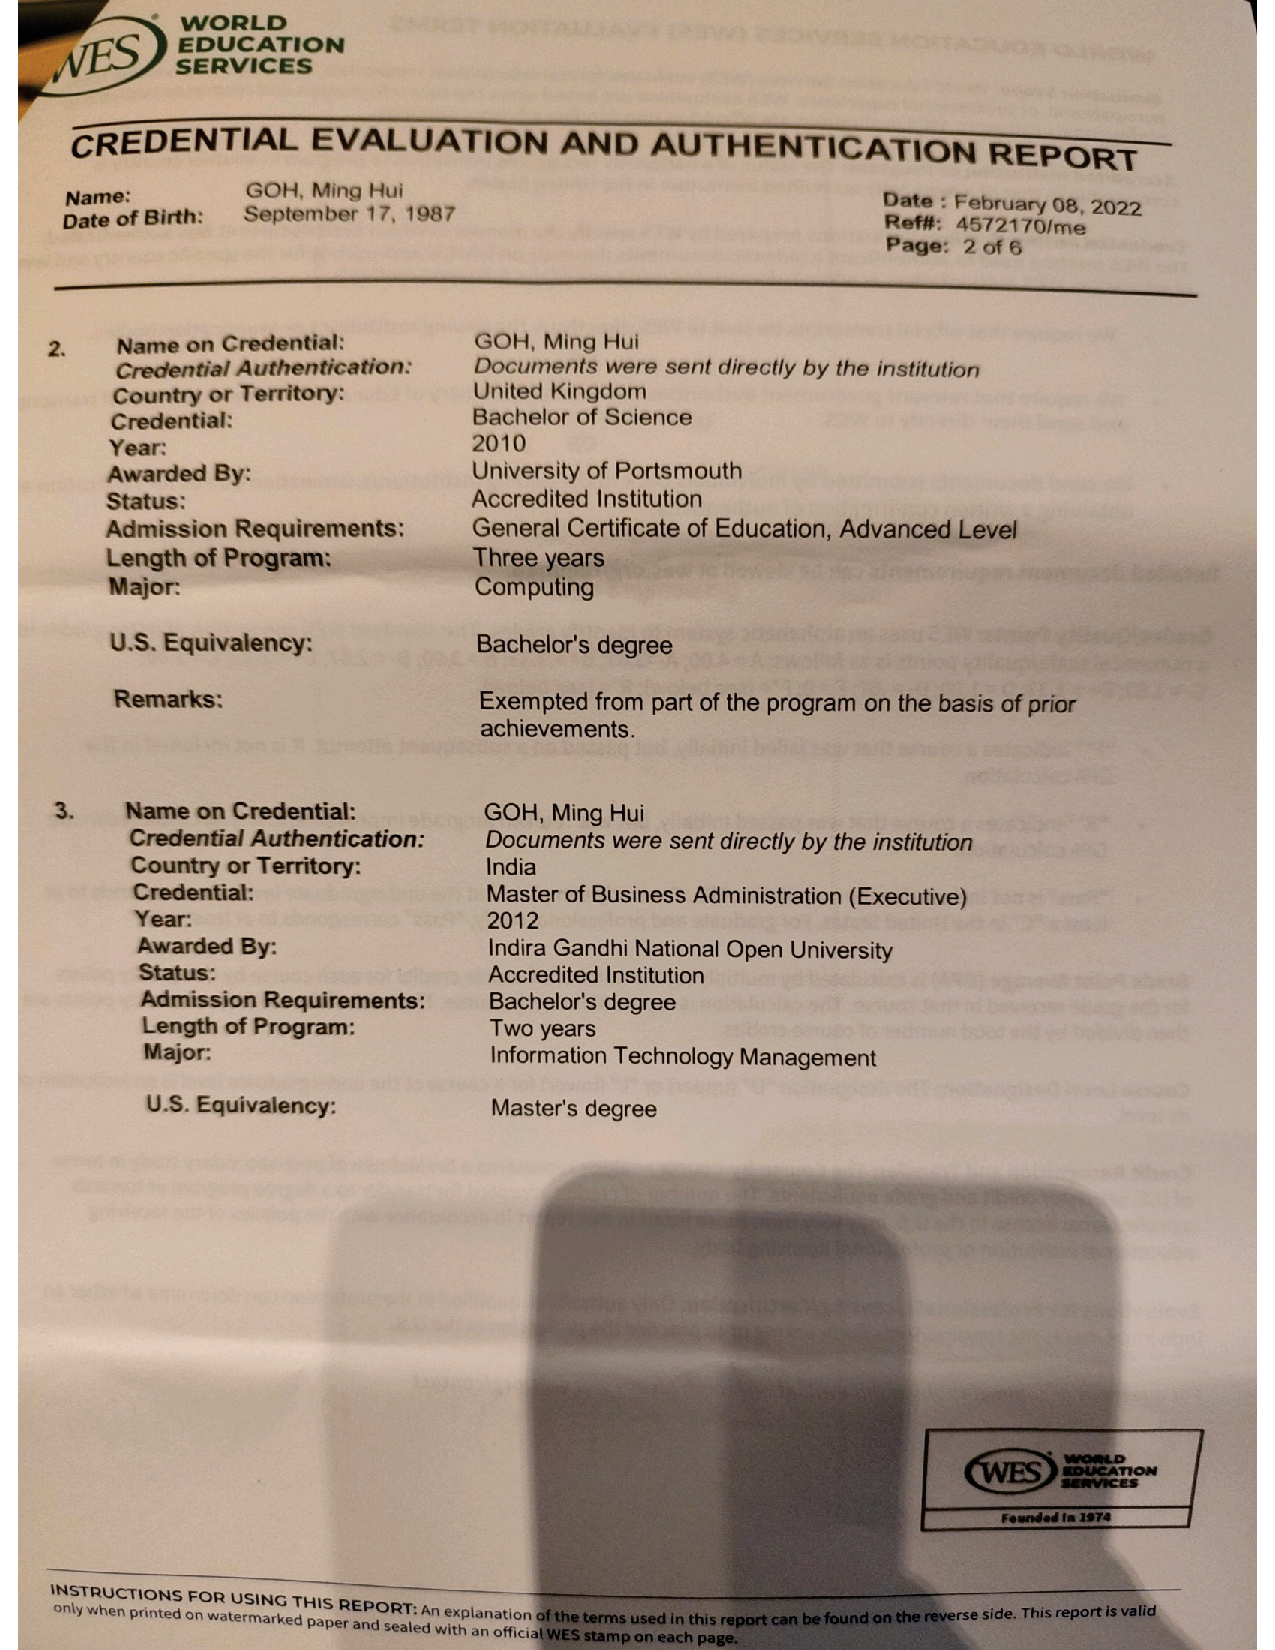 WES
WORLD
EDUCATION
SERVICES
CREDENTIAL EVALUATION AND AUTHENTICATION REPORT
Name: GOH, Ming Hui
Date of Birth: September 17, 1987
Date : February 08, 2022
Ref#: 4572170/me
Page: 2 of 6
2. Name on Credential: GOH, Ming Hui
Credential Authentication: Documents were sent directly by the institution
Country or Territory: United Kingdom
Credential: Bachelor of Science
Year: 2010
Awarded By: University of Portsmouth
Status: Accredited Institution
Admission Requirements: General Certificate of Education, Advanced Level
Length of Program: Three years
Major: Computing
U.S. Equivalency: Bachelor's degree
Remarks: Exempted from part of the program on the basis of prior
achievements.
3. Name on Credential: GOH, Ming Hui
Credential Authentication: Documents were sent directly by the institution
Country or Territory: India
Credential: Master of Business Administration (Executive)
Year: 2012
Awarded By: Indira Gandhi National Open University
Status: Accredited Institution
Admission Requirements: Bachelor's degree
Length of Program: Two years
Major: Information Technology Management
U.S. Equivalency: Master's degree
WES
WORLD
EDUCATION
SERVICES
Founded in 1974
INSTRUCTIONS FOR USING THIS REPORT: An explanation of the terms used in this report can be found on the reverse side. This report is valid
only when printed on watermarked paper and sealed with an official WES stamp on each page.